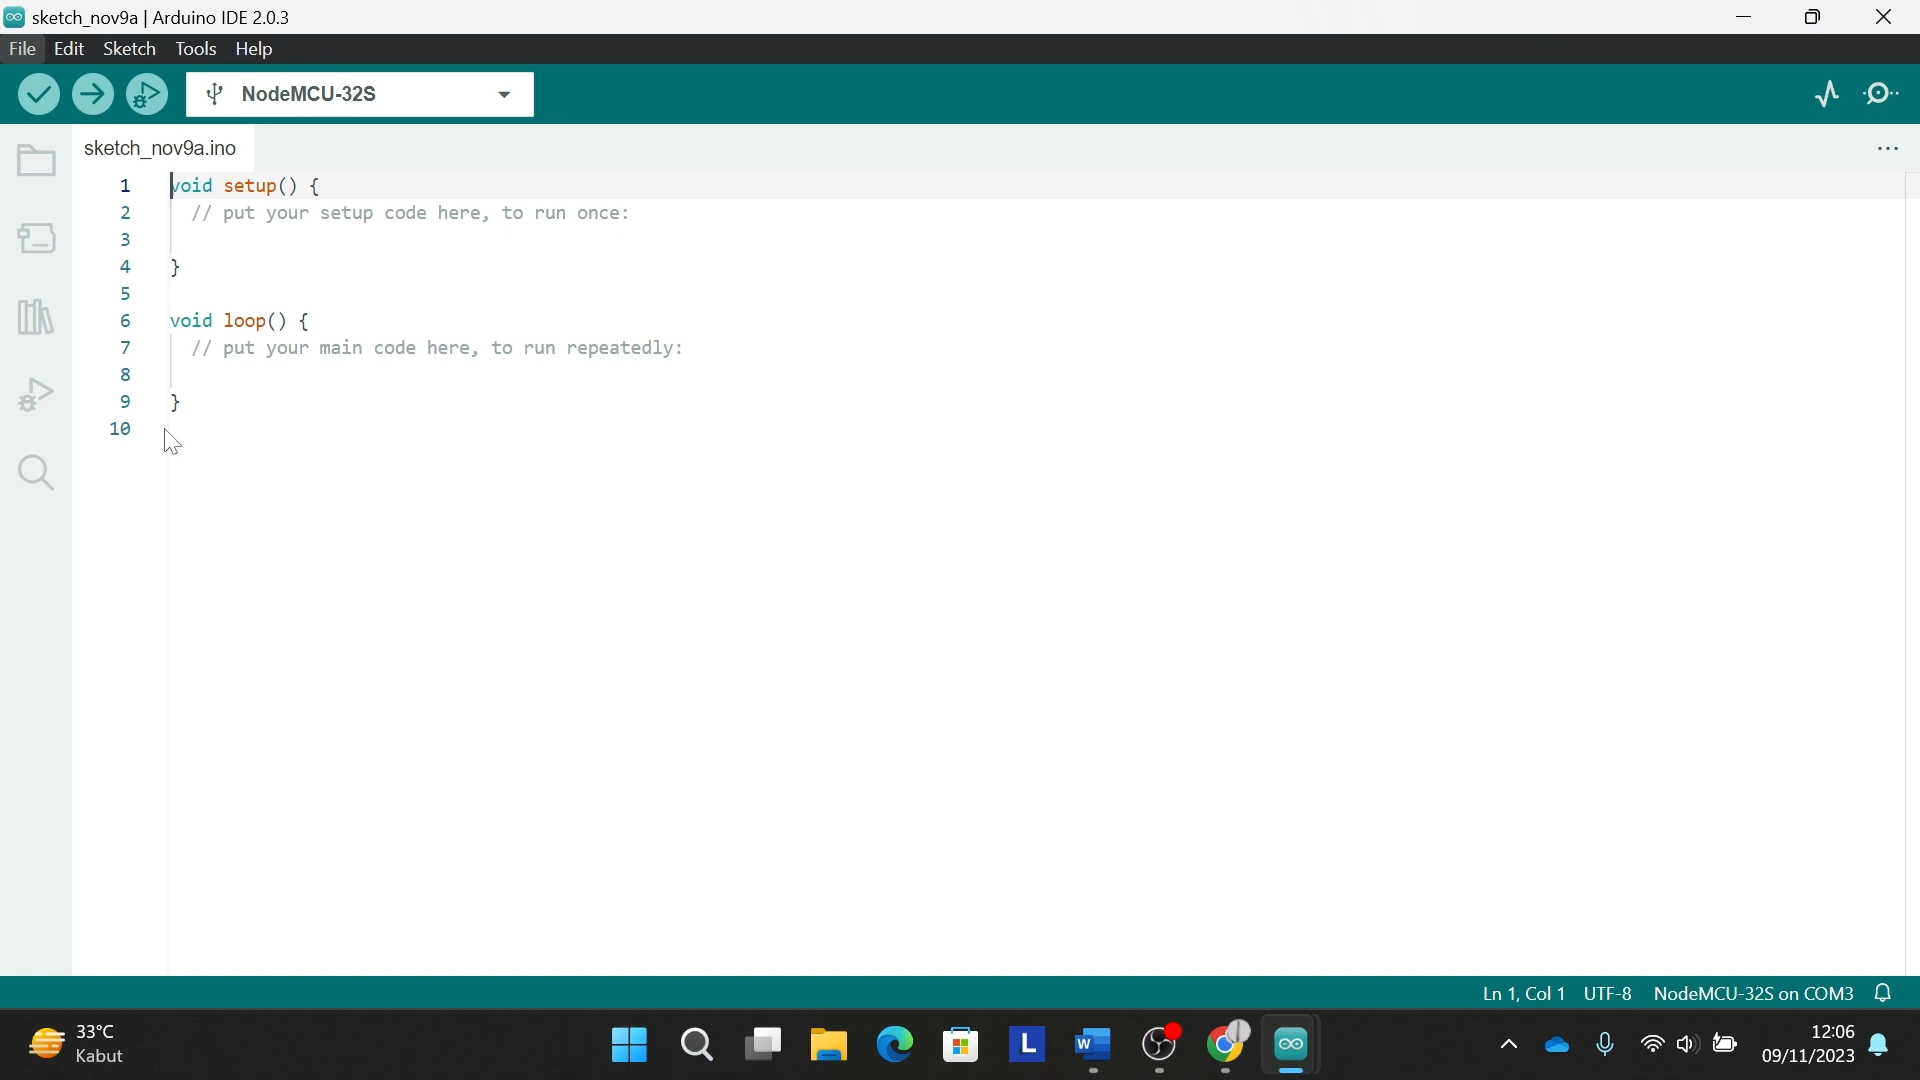 sketch_nov9a | Arduino IDE 2.0.3
File Edit Sketch Tools Help
NodeMCU-32S
sketch_nov9a.ino
1 void setup() {
2 // put your setup code here, to run once:
3
4 }
5
6 void loop() {
7 // put your main code here, to run repeatedly:
8
9 }
10
Ln 1, Col 1 UTF-8 NodeMCU-32S on COM3
33°C
Kabut
L
W
12:06
09/11/2023